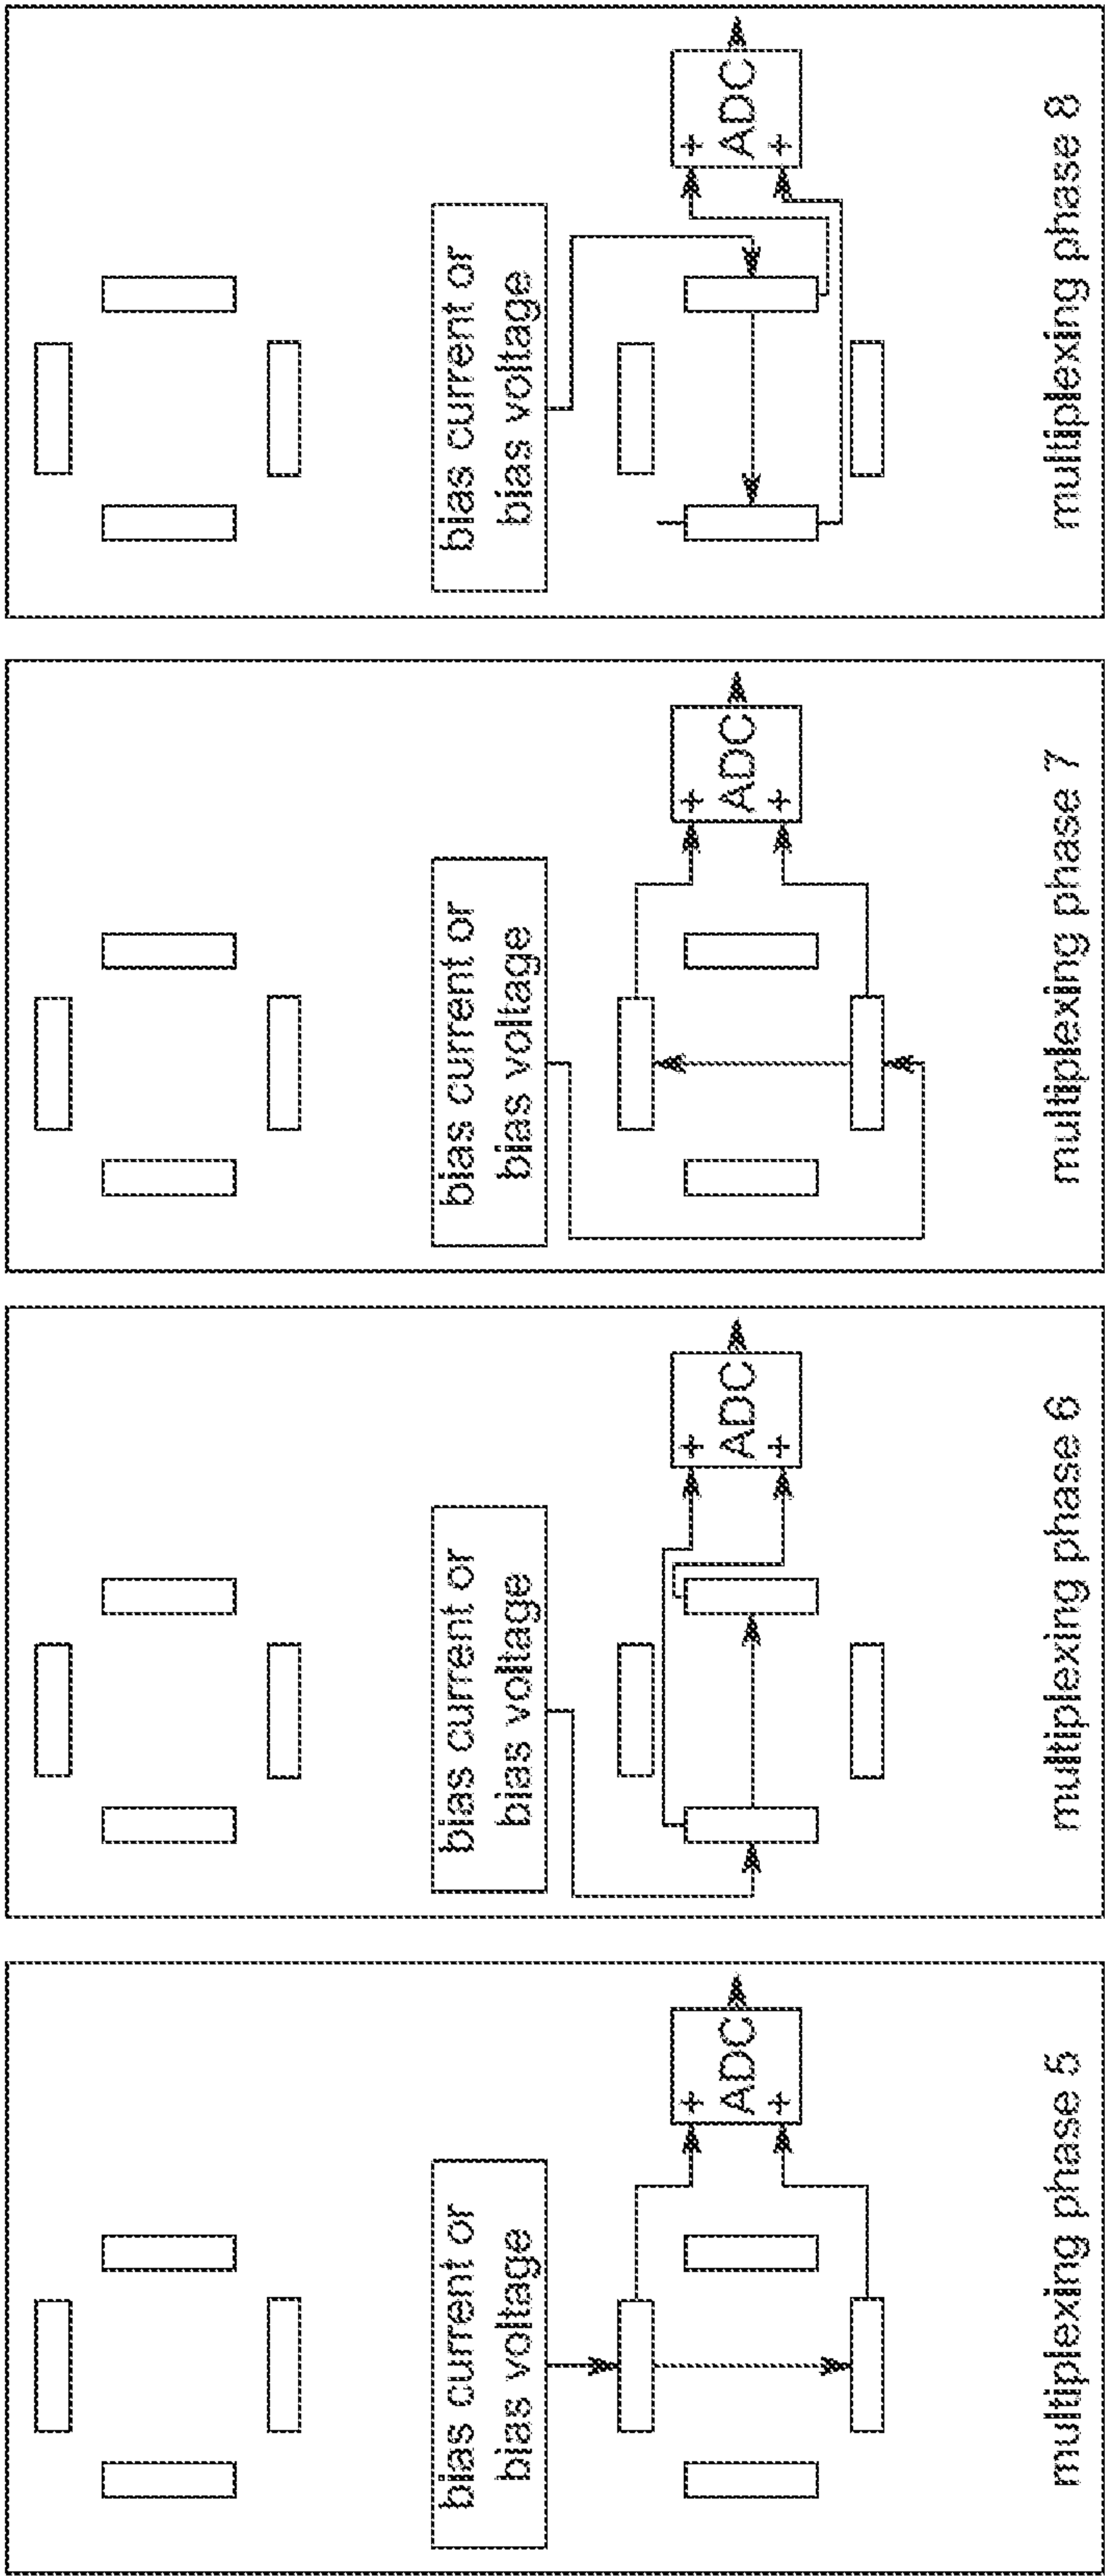 bias current or
bias voltage
+
ADC
+
multiplexing phase 5
bias current or
bias voltage
+
ADC
+
multiplexing phase 6
bias current or
bias voltage
+
ADC
+
multiplexing phase 7
bias current or
bias voltage
+
ADC
+
multiplexing phase 8